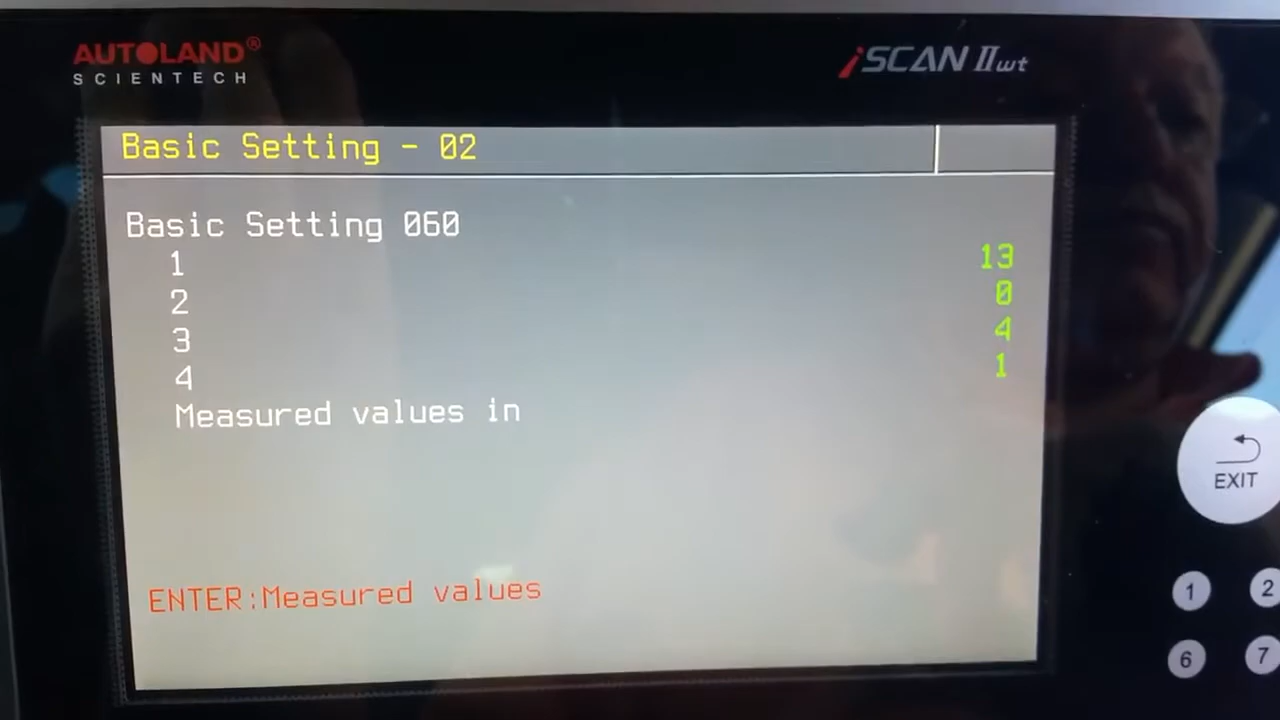 AUTOLAND®
SCIENTECH
iSCAN IIwt
Basic Setting - 02
Basic Setting 060
1 13
2 0
3 4
4 1
Measured values in
ENTER:Measured values
EXIT
1 2
6 7